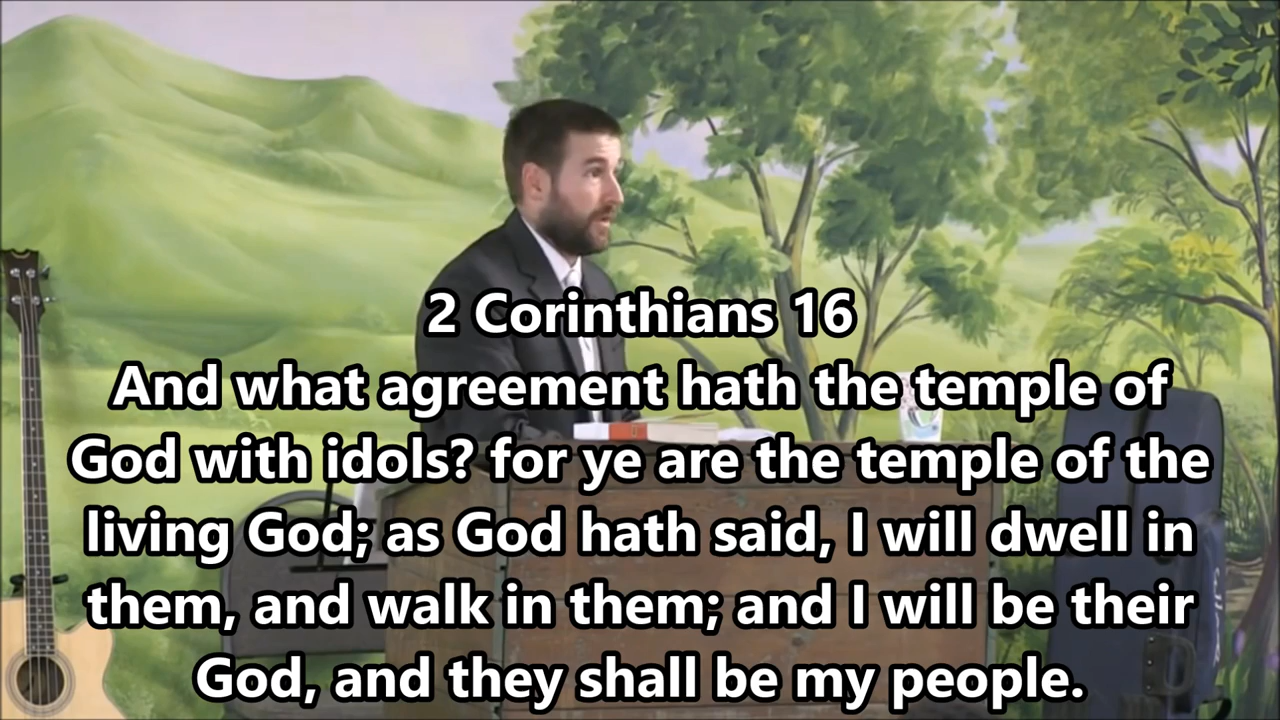 2 Corinthians 16
And what agreement hath the temple of
God with idols? for ye are the temple of the
living God; as God hath said, I will dwell in
them, and walk in them; and I will be their
God, and they shall be my people.